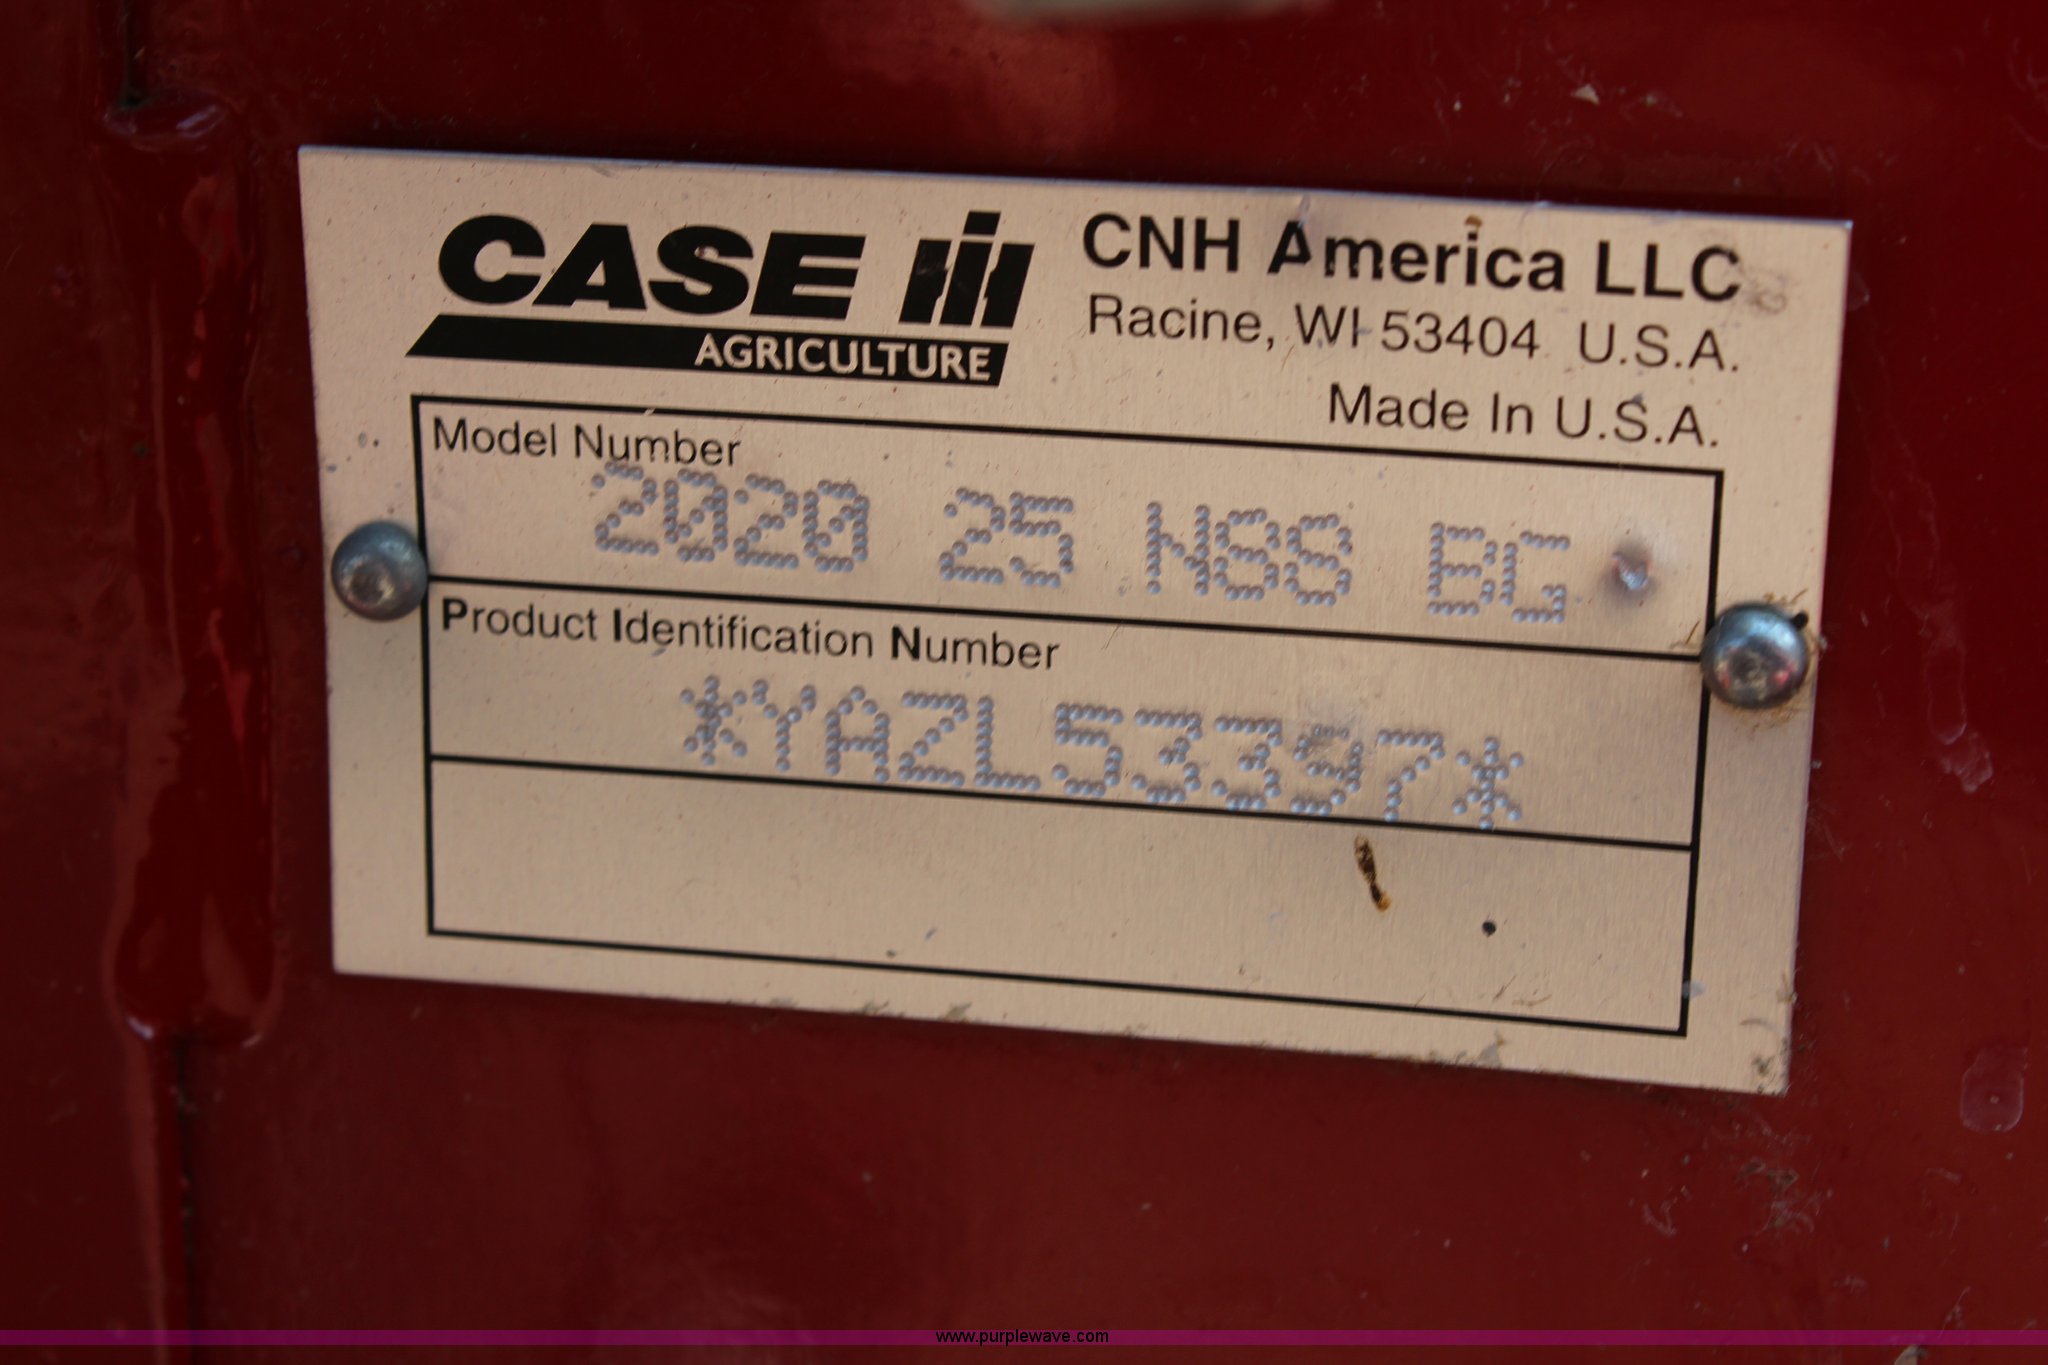 CASE IH
AGRICULTURE
CNH America LLC
Racine, WI 53404 U.S.A.
Made In U.S.A.
Model Number
2020 25 N88 BG
Product Identification Number
*YAZL53397*
www.purplewave.com